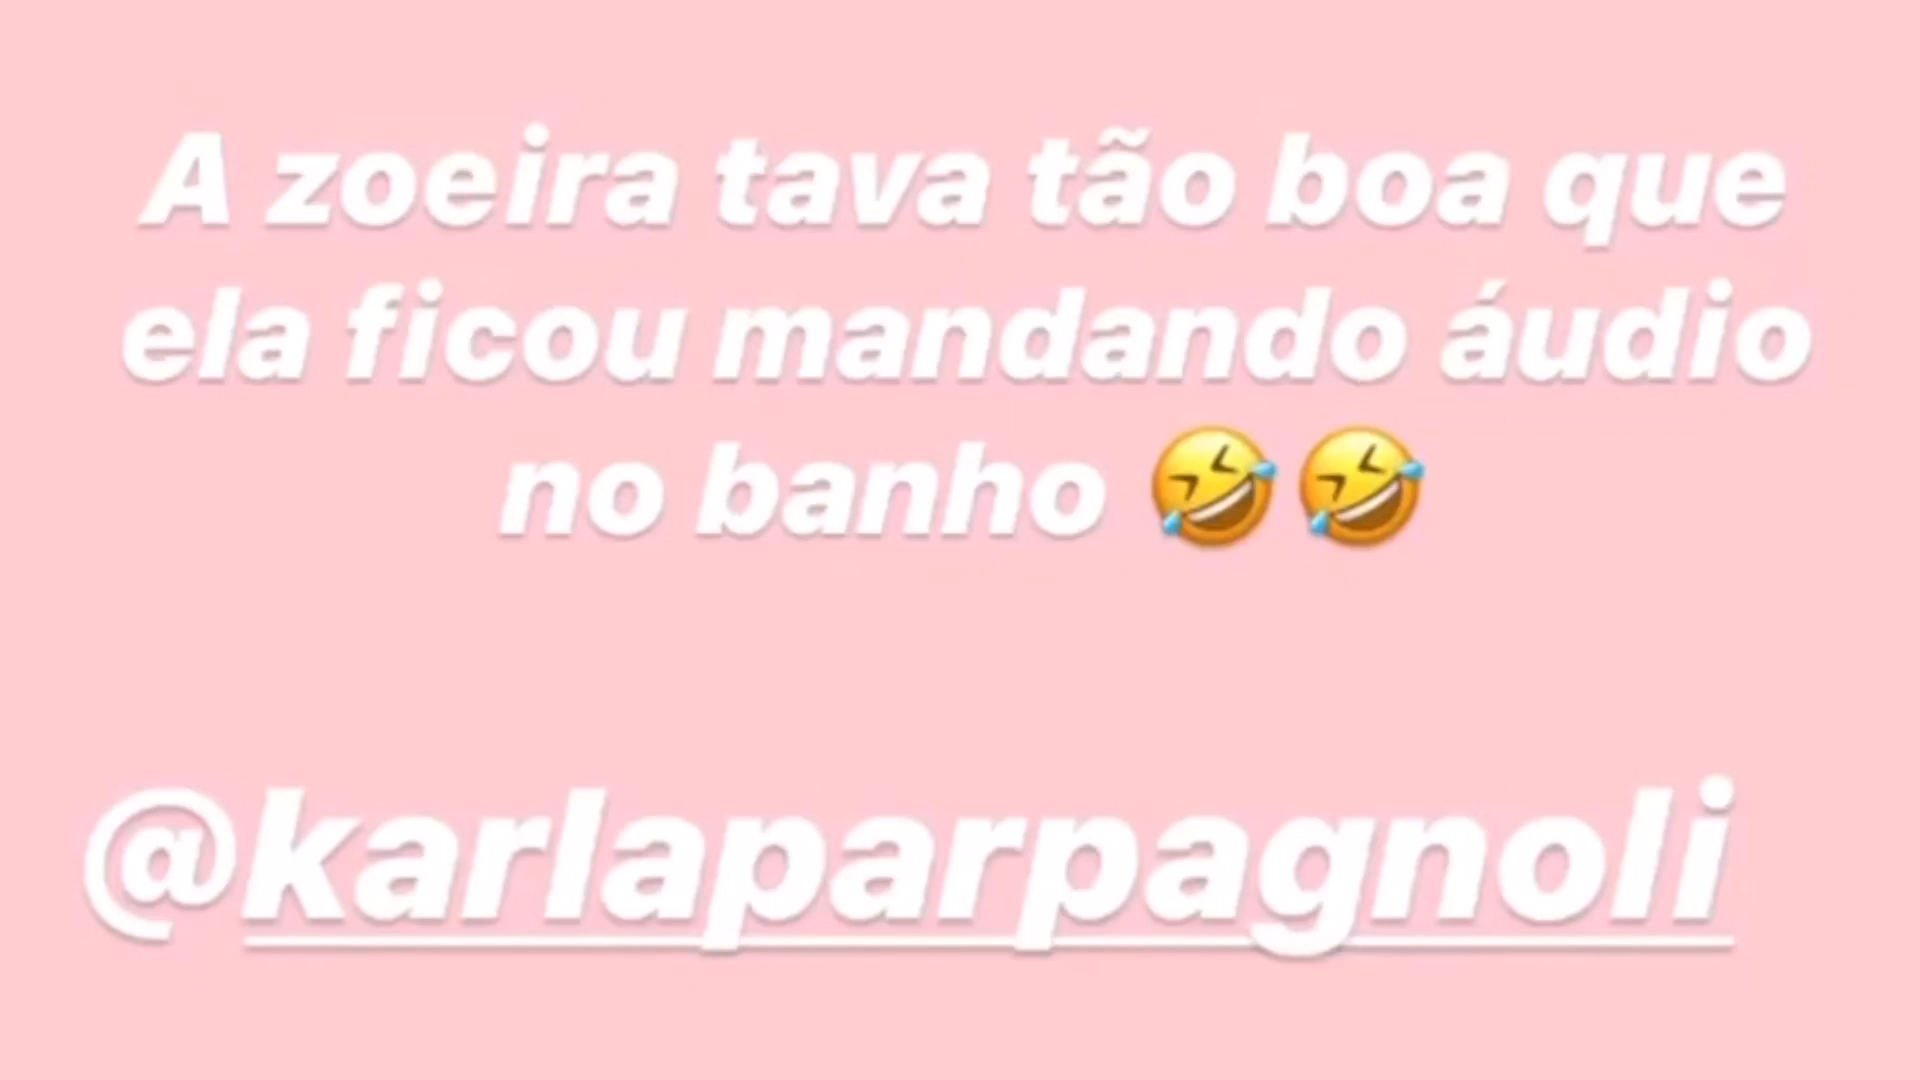 A zoeira tava tão boa que
ela ficou mandando áudio
no banho 🤣🤣
@karlaparpagnoli